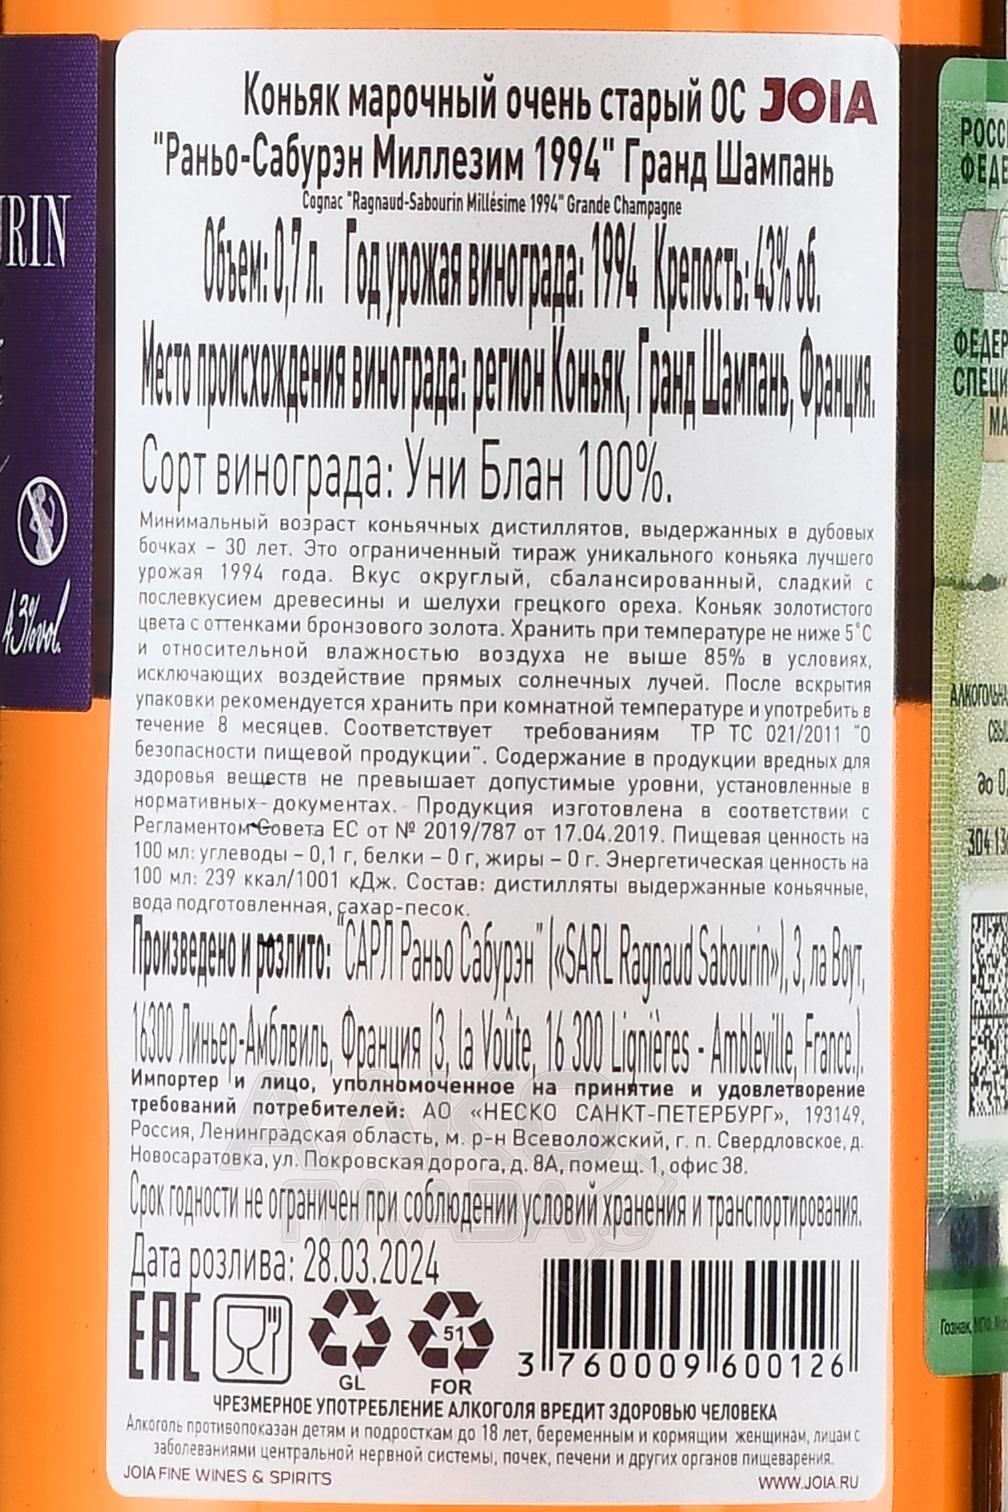 Коньяк марочный очень старый ОС JOIA
"Раньо-Сабурэн Миллезим 1994" Гранд Шампань
Cognac "Ragnaud-Sabourin Millésime 1994" Grande Champagne
Объем: 0,7 л. Год урожая винограда: 1994 Крепость: 43% об.
Место происхождения винограда: регион Коньяк, Гранд Шампань, Франция.
Сорт винограда: Уни Блан 100%.
Минимальный возраст коньячных дистиллятов, выдержанных в дубовых
бочках – 30 лет. Это ограниченный тираж уникального коньяка лучшего
урожая 1994 года. Вкус округлый, сбалансированный, сладкий с
послевкусием древесины и шелухи грецкого ореха. Коньяк золотистого
цвета с оттенками бронзового золота. Хранить при температуре не ниже 5°С
и относительной влажностью воздуха не выше 85% в условиях,
исключающих воздействие прямых солнечных лучей. После вскрытия
упаковки рекомендуется хранить при комнатной температуре и употребить в
течение 8 месяцев. Соответствует требованиям ТР ТС 021/2011 "О
безопасности пищевой продукции". Содержание в продукции вредных для
здоровья веществ не превышает допустимые уровни, установленные в
нормативных документах. Продукция изготовлена в соответствии с
Регламентом Совета ЕС от № 2019/787 от 17.04.2019. Пищевая ценность на
100 мл: углеводы – 0,1 г, белки – 0 г, жиры – 0 г. Энергетическая ценность на
100 мл: 239 ккал/1001 кДж. Состав: дистилляты выдержанные коньячные,
вода подготовленная, сахар-песок.
Произведено и розлито: "САРЛ Раньо Сабурэн" («SARL Ragnaud Sabourin»), 3, ла Воут,
16300 Линьер-Амблвиль, Франция (3, la Voûte, 16 300 Lignières - Ambleville, France.).
Импортер и лицо, уполномоченное на принятие и удовлетворение
требований потребителей: АО «НЕСКО САНКТ-ПЕТЕРБУРГ», 193149,
Россия, Ленинградская область, м. р-н Всеволожский, г. п. Свердловское, д.
Новосаратовка, ул. Покровская дорога, д. 8А, помещ. 1, офис 38.
Срок годности не ограничен при соблюдении условий хранения и транспортирования.
Дата розлива: 28.03.2024
EAC
GL
51
FOR
3 760009 600126
ЧРЕЗМЕРНОЕ УПОТРЕБЛЕНИЕ АЛКОГОЛЯ ВРЕДИТ ЗДОРОВЬЮ ЧЕЛОВЕКА
Алкоголь противопоказан детям и подросткам до 18 лет, беременным и кормящим женщинам, лицам с
заболеваниями центральной нервной системы, почек, печени и других органов пищеварения.
JOIA FINE WINES & SPIRITS
WWW.JOIA.RU